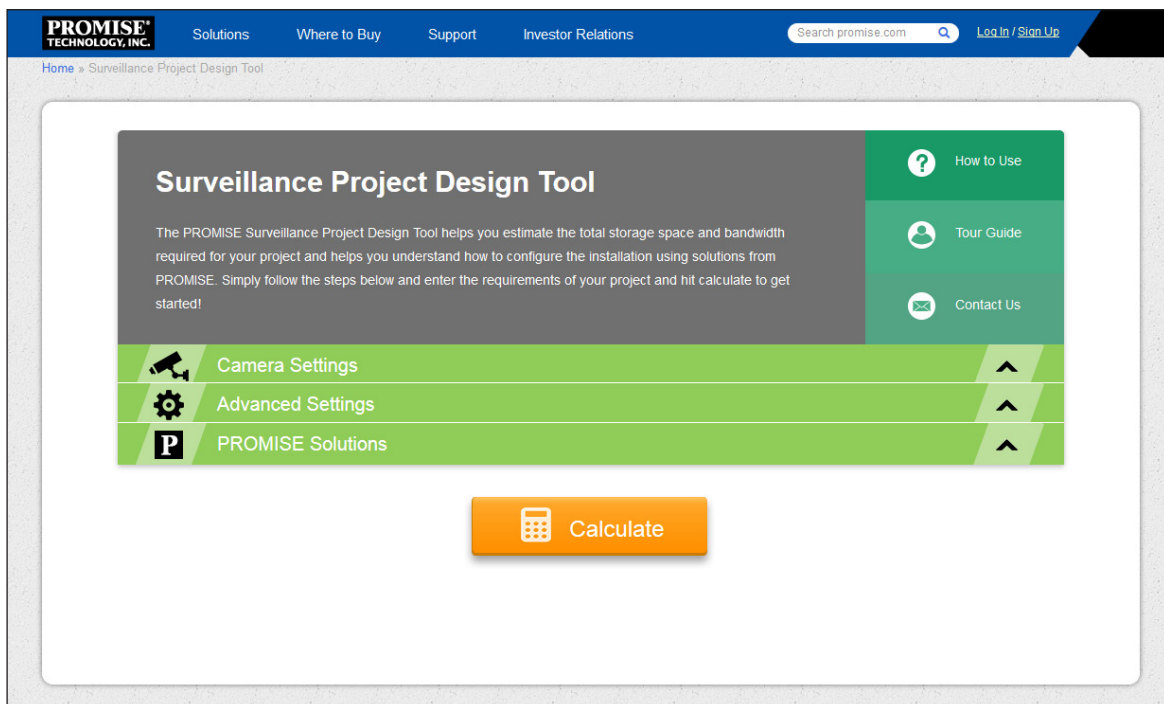 PROMISE®
TECHNOLOGY, INC.
Solutions
Where to Buy
Support
Investor Relations
Search promise.com
Log In / Sign Up
Home » Surveillance Project Design Tool
Surveillance Project Design Tool
The PROMISE Surveillance Project Design Tool helps you estimate the total storage space and bandwidth
required for your project and helps you understand how to configure the installation using solutions from
PROMISE. Simply follow the steps below and enter the requirements of your project and hit calculate to get
started!
? How to Use
Tour Guide
Contact Us
Camera Settings
Advanced Settings
P PROMISE Solutions
Calculate